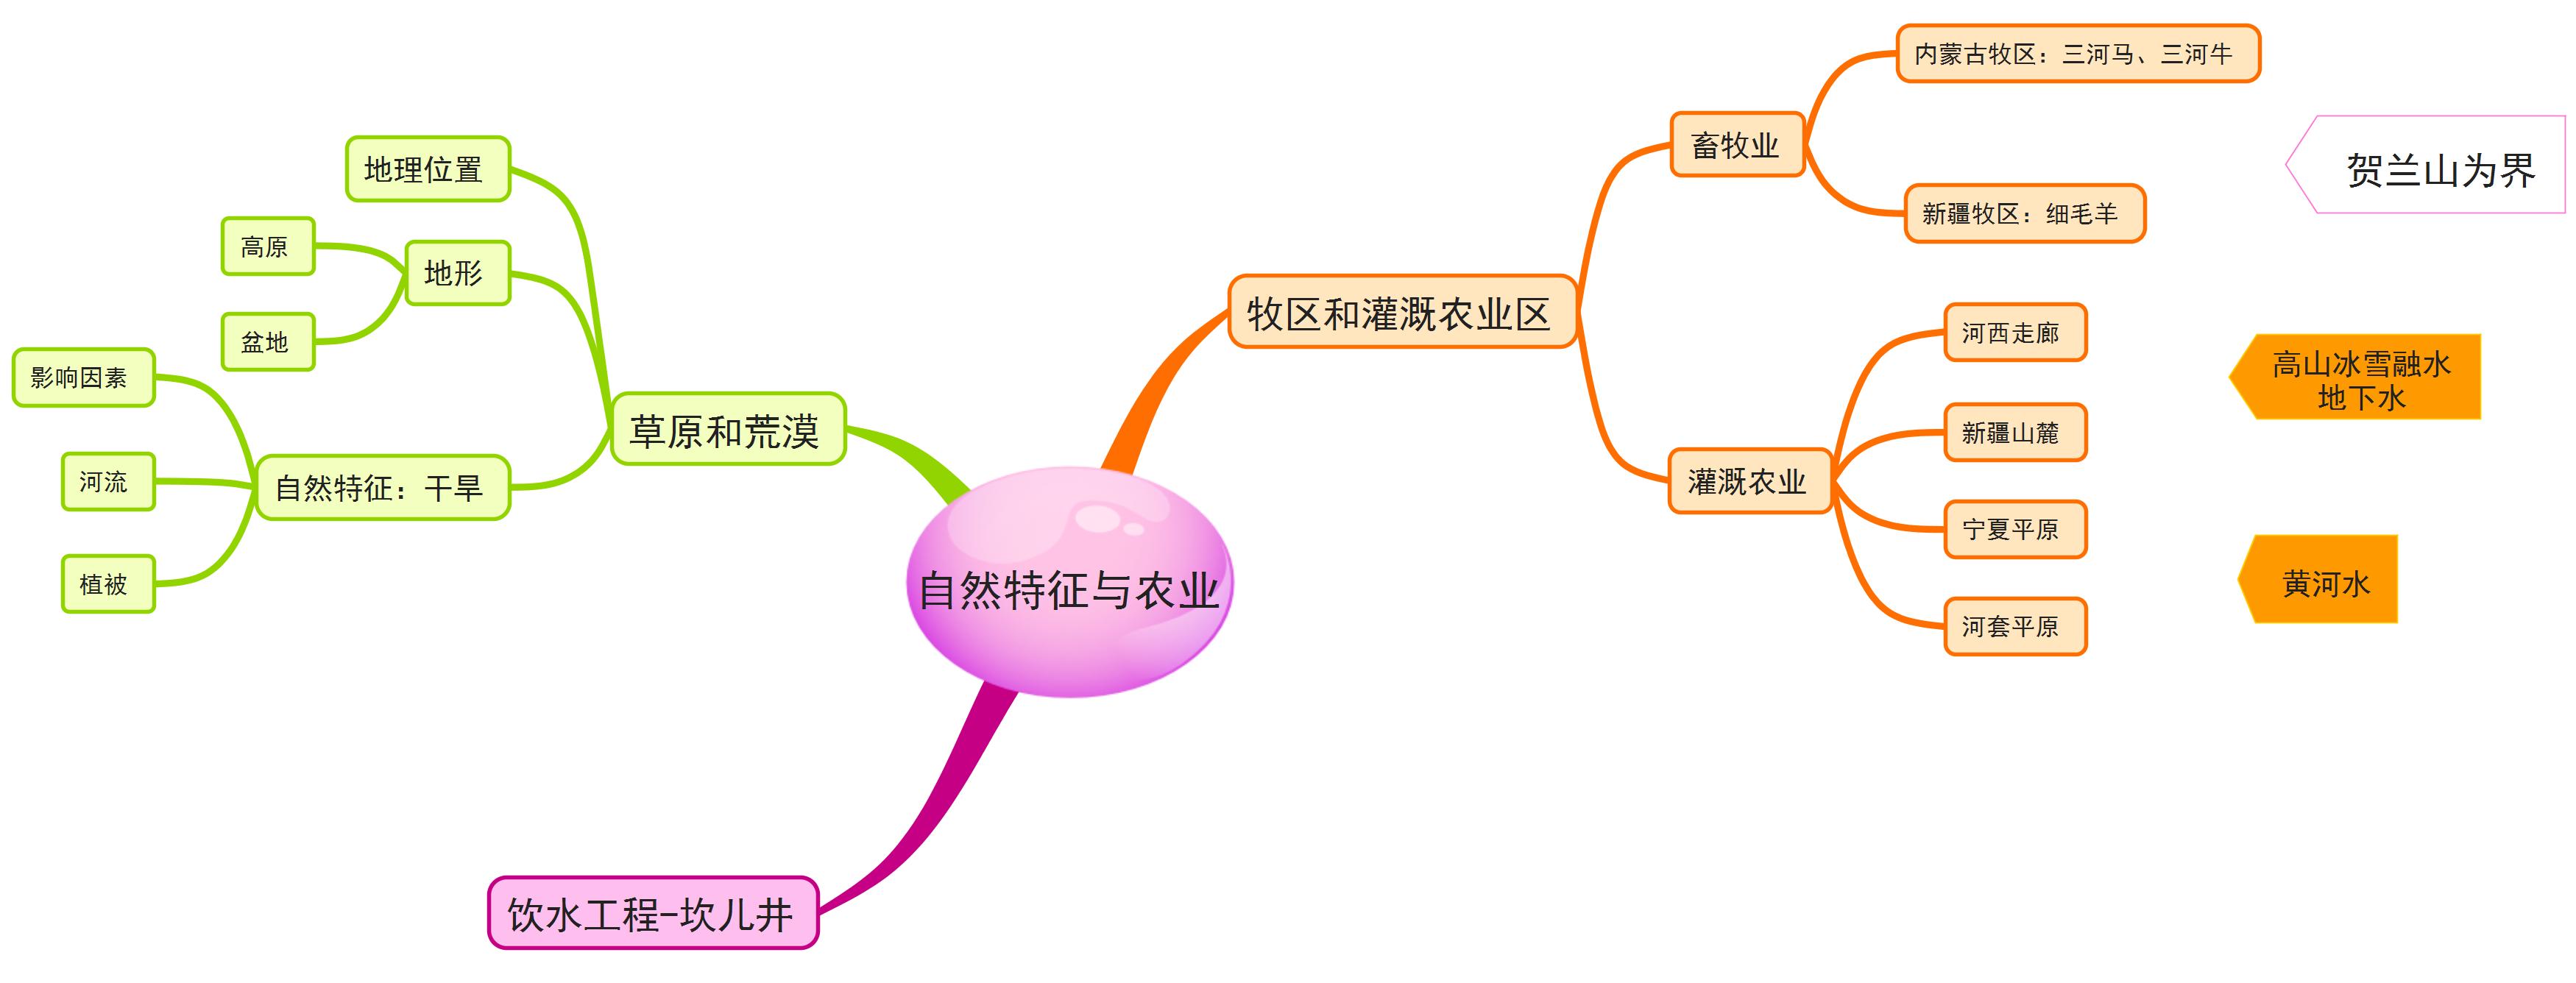 自然特征与农业
草原和荒漠
地理位置
地形
高原
盆地
自然特征：干旱
影响因素
河流
植被
牧区和灌溉农业区
畜牧业
内蒙古牧区：三河马、三河牛
新疆牧区：细毛羊
贺兰山为界
灌溉农业
河西走廊
新疆山麓
高山冰雪融水
地下水
宁夏平原
河套平原
黄河水
饮水工程-坎儿井